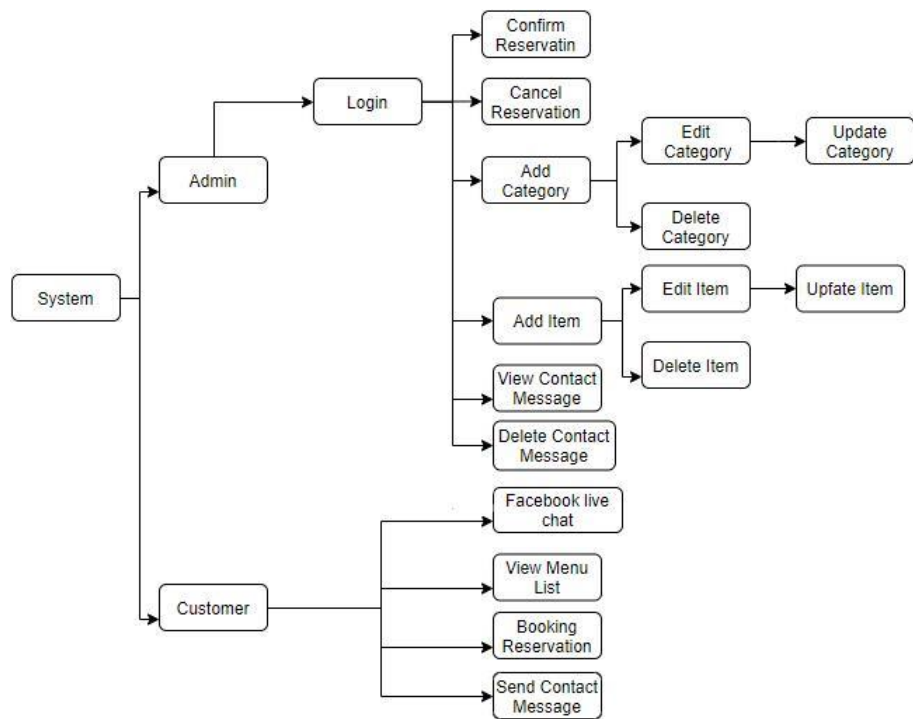 Confirm
Reservatin
Login
Cancel
Reservation
Edit
Category
Update
Category
Admin
Add
Category
Delete
Category
System
Edit Item
Upfate Item
Add Item
Delete Item
View Contact
Message
Delete Contact
Message
Facebook live
chat
View Menu
List
Customer
Booking
Reservation
Send Contact
Message